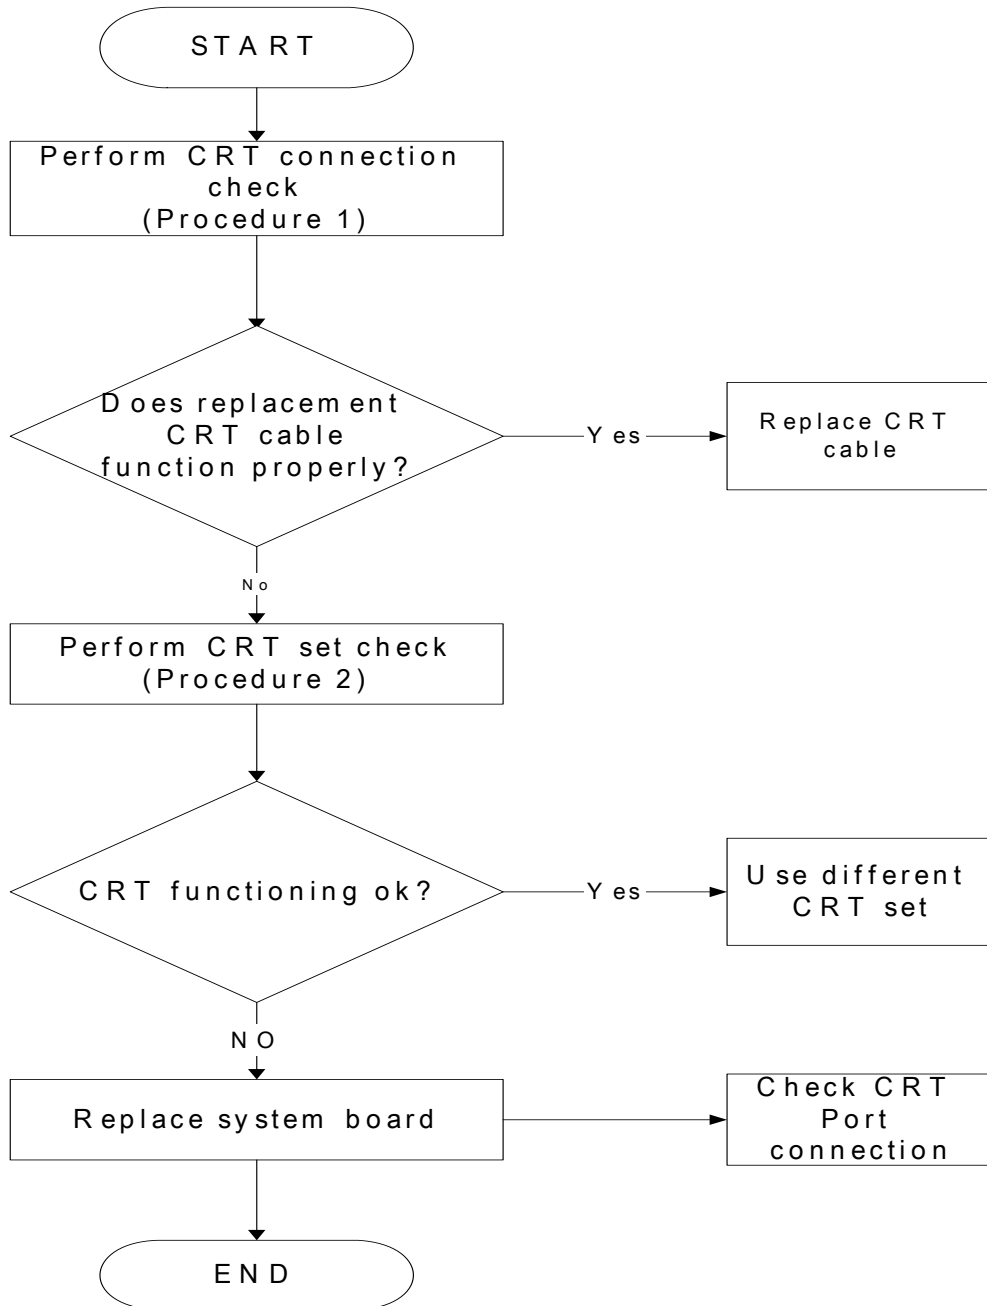 START
Perform CRT connection
check
(Procedure 1)
Does replacement
CRT cable
function properly?
Yes
Replace CRT
cable
No
Perform CRT set check
(Procedure 2)
CRT functioning ok?
Yes
Use different
CRT set
NO
Replace system board
Check CRT
Port
connection
END